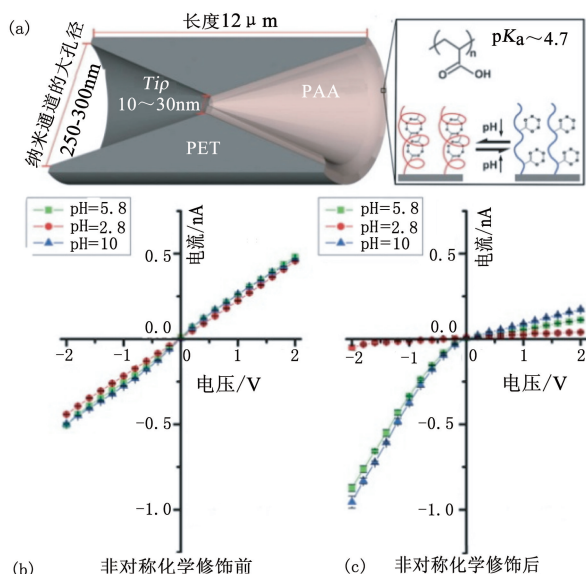 (a)
长度12μm
纳米通道的大孔径
250-300nm
Tip
10～30nm
PAA
PET
n
OH
pKa～4.7
pH↓
pH↑
pH=5.8
pH=2.8
pH=10
电流/nA
0.5
0.0
-2
-1
0
1
2
电压/V
-0.5
-1.0
(b)
非对称化学修饰前
pH=5.8
pH=2.8
pH=10
电流/nA
0.5
0.0
-2
-1
0
1
2
电压/V
-0.5
-1.0
(c)
非对称化学修饰后